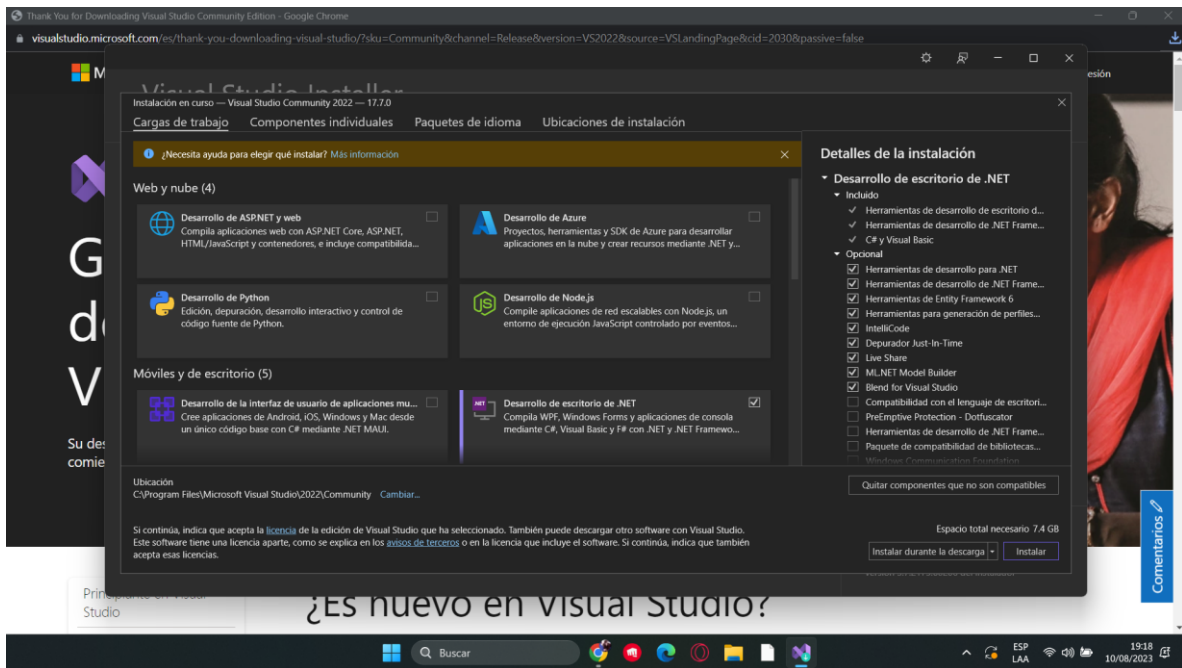 Thank You for Downloading Visual Studio Community Edition - Google Chrome
visualstudio.microsoft.com/es/thank-you-downloading-visual-studio/?sku=Community&channel=Release&version=VS2022&source=VSLandingPage&cid=2030&passive=false
M
esión
Visual Studio Installer
Instalación en curso — Visual Studio Community 2022 — 17.7.0
Cargas de trabajo
Componentes individuales
Paquetes de idioma
Ubicaciones de instalación
¿Necesita ayuda para elegir qué instalar? Más información
Web y nube (4)
Desarrollo de ASP.NET y web
Compila aplicaciones web con ASP.NET Core, ASP.NET,
HTML/JavaScript y contenedores, e incluye compatibilida...
Desarrollo de Azure
Proyectos, herramientas y SDK de Azure para desarrollar
aplicaciones en la nube y crear recursos mediante .NET y...
Desarrollo de Python
Edición, depuración, desarrollo interactivo y control de
código fuente de Python.
JS
Desarrollo de Node.js
Compile aplicaciones de red escalables con Node.js, un
entorno de ejecución JavaScript controlado por eventos...
Móviles y de escritorio (5)
Desarrollo de la interfaz de usuario de aplicaciones mu...
Cree aplicaciones de Android, iOS, Windows y Mac desde
un único código base con C# mediante .NET MAUI.
.NET
Desarrollo de escritorio de .NET
Compila WPF, Windows Forms y aplicaciones de consola
mediante C#, Visual Basic y F# con .NET y .NET Framewo...
Detalles de la instalación
Desarrollo de escritorio de .NET
Incluido
Herramientas de desarrollo de escritorio d...
Herramientas de desarrollo de .NET Frame...
C# y Visual Basic
Opcional
Herramientas de desarrollo para .NET
Herramientas de desarrollo de .NET Frame...
Herramientas de Entity Framework 6
Herramientas para generación de perfiles...
IntelliCode
Depurador Just-In-Time
Live Share
ML.NET Model Builder
Blend for Visual Studio
Compatibilidad con el lenguaje de escritori...
PreEmptive Protection - Dotfuscator
Herramientas de desarrollo de .NET Frame...
Paquete de compatibilidad de bibliotecas...
Windows Communication Foundation
Ubicación
C:\Program Files\Microsoft Visual Studio\2022\Community Cambiar...
Quitar componentes que no son compatibles
Si continúa, indica que acepta la licencia de la edición de Visual Studio que ha seleccionado. También puede descargar otro software con Visual Studio.
Este software tiene una licencia aparte, como se explica en los avisos de terceros o en la licencia que incluye el software. Si continúa, indica que también
acepta esas licencias.
Espacio total necesario 7.4 GB
Instalar durante la descarga
Instalar
G
de
V
Su des
comie
Comentarios
Studio
¿Es nuevo en Visual Studio?
Buscar
ESP
LAA
19:18
10/08/2023